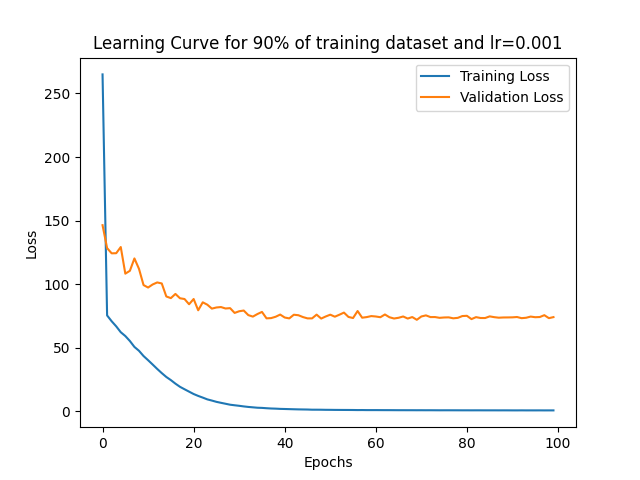 Learning Curve for 90% of training dataset and lr=0.001
Training Loss
Validation Loss
250
200
150
100
50
0
Loss
0 20 40 60 80 100
Epochs